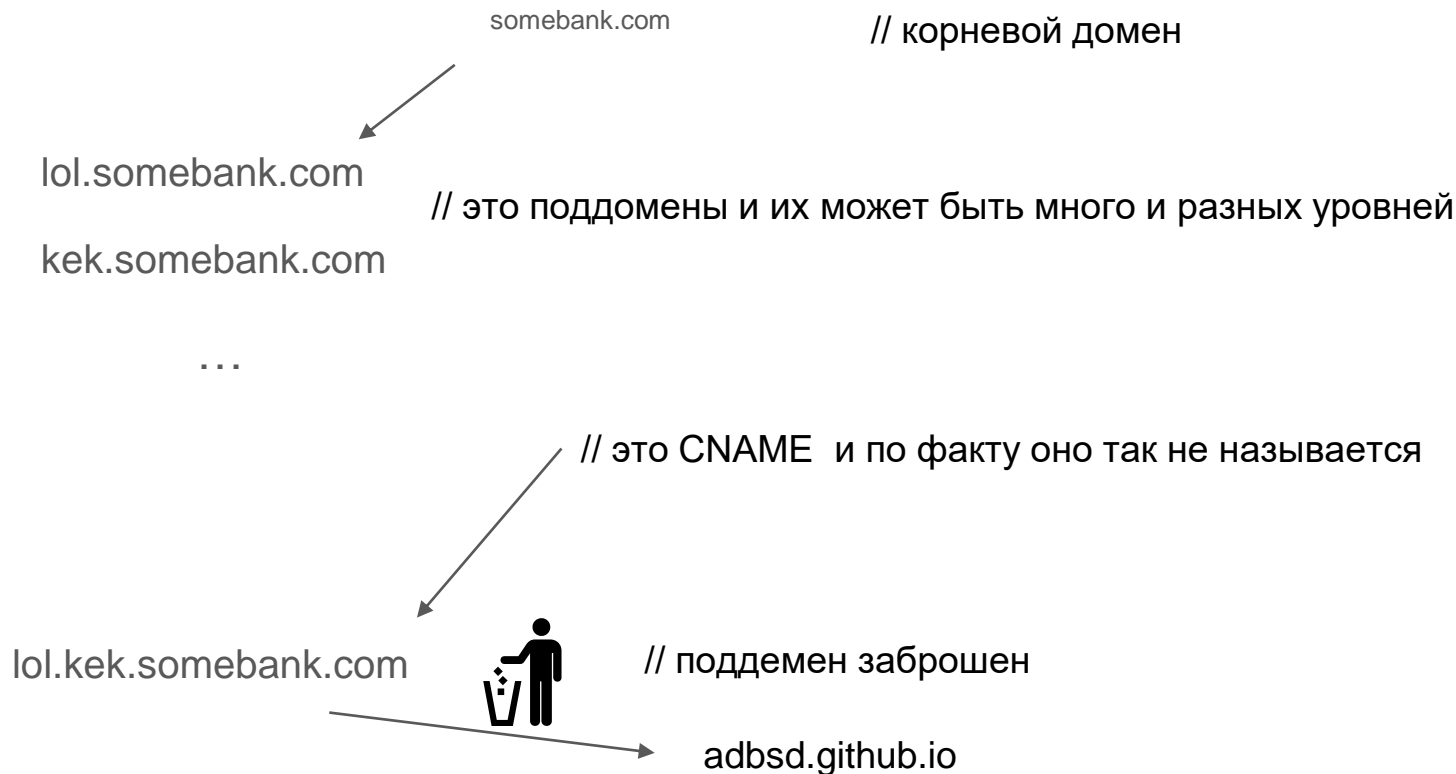 somebank.com
// корневой домен
lol.somebank.com
// это поддомены и их может быть много и разных уровней
kek.somebank.com
…
// это CNAME  и по факту оно так не называется
lol.kek.somebank.com
// поддемен заброшен
adbsd.github.io